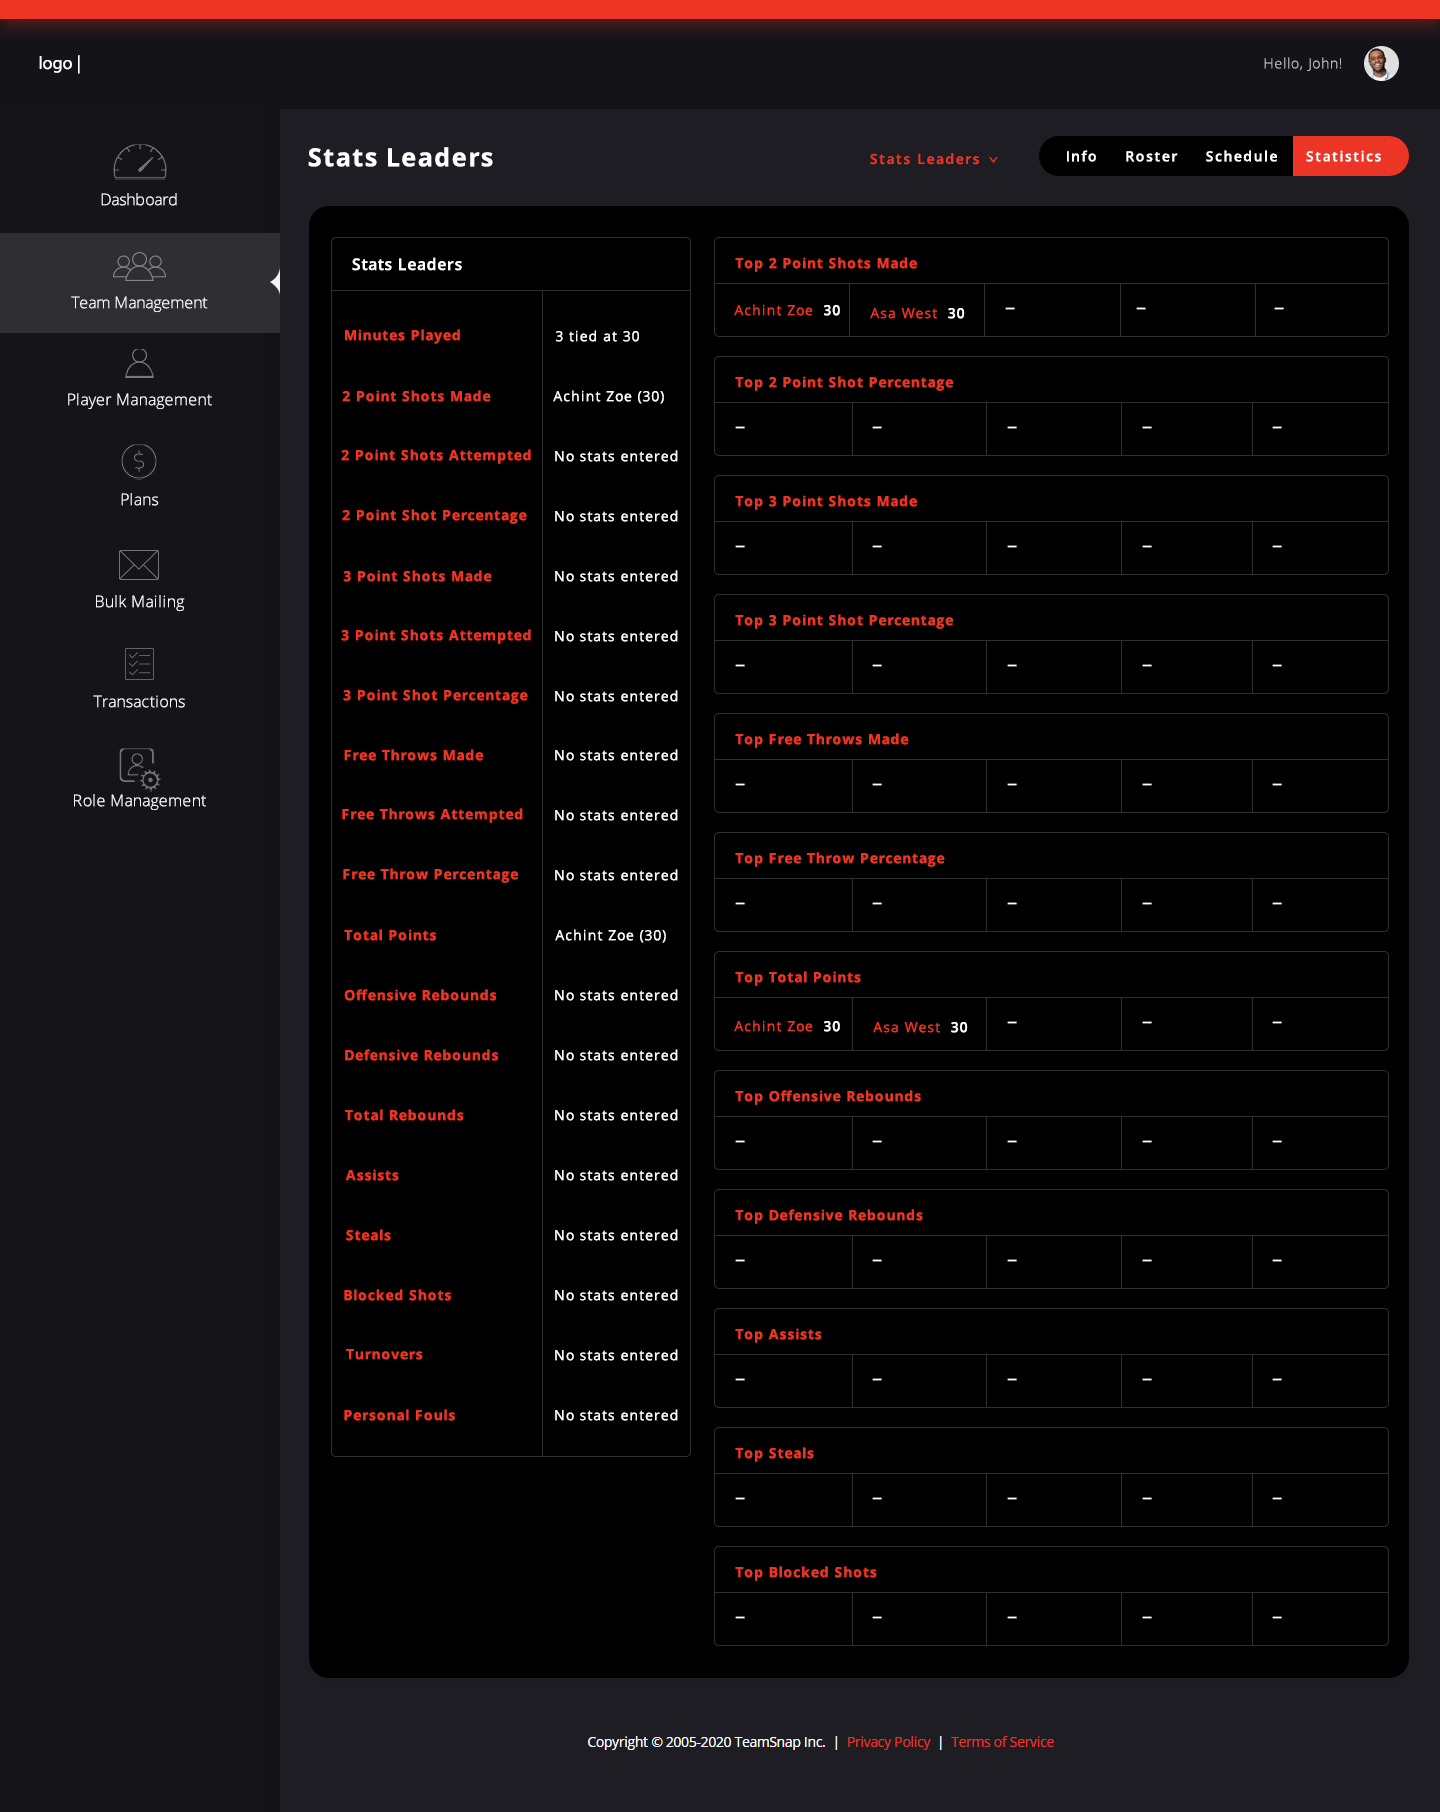 logo |
Hello, John!
Dashboard
Team Management
Player Management
Plans
Bulk Mailing
Transactions
Role Management
Stats Leaders
Stats Leaders
Info Roster Schedule Statistics
Stats Leaders
Minutes Played 3 tied at 30
2 Point Shots Made Achint Zoe (30)
2 Point Shots Attempted No stats entered
2 Point Shot Percentage No stats entered
3 Point Shots Made No stats entered
3 Point Shots Attempted No stats entered
3 Point Shot Percentage No stats entered
Free Throws Made No stats entered
Free Throws Attempted No stats entered
Free Throw Percentage No stats entered
Total Points Achint Zoe (30)
Offensive Rebounds No stats entered
Defensive Rebounds No stats entered
Total Rebounds No stats entered
Assists No stats entered
Steals No stats entered
Blocked Shots No stats entered
Turnovers No stats entered
Personal Fouls No stats entered
Top 2 Point Shots Made
Achint Zoe 30 Asa West 30 – – –
Top 2 Point Shot Percentage
– – – – –
Top 3 Point Shots Made
– – – – –
Top 3 Point Shot Percentage
– – – – –
Top Free Throws Made
– – – – –
Top Free Throw Percentage
– – – – –
Top Total Points
Achint Zoe 30 Asa West 30 – – –
Top Offensive Rebounds
– – – – –
Top Defensive Rebounds
– – – – –
Top Assists
– – – – –
Top Steals
– – – – –
Top Blocked Shots
– – – – –
Copyright © 2005-2020 TeamSnap Inc. | Privacy Policy | Terms of Service